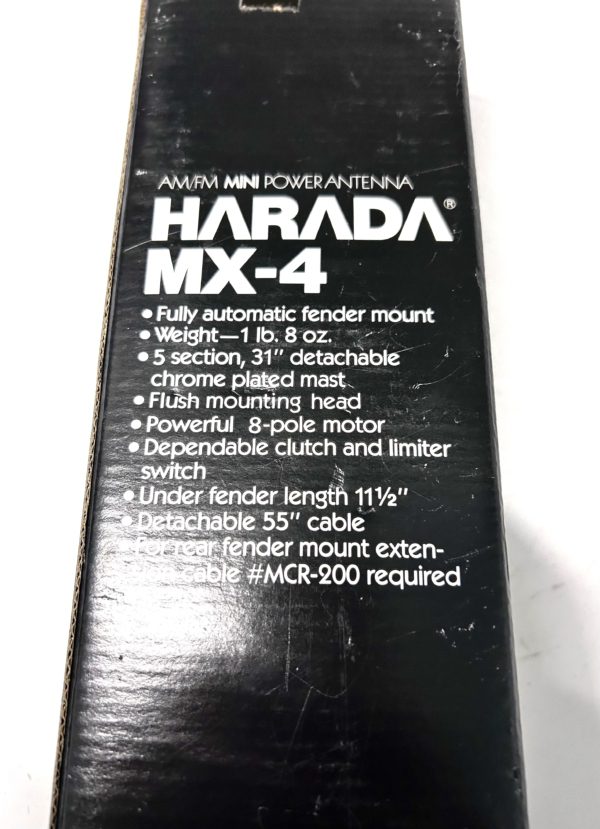 AM/FM MINI POWER ANTENNA
HARADA®
MX-4
• Fully automatic fender mount
• Weight—1 lb. 8 oz.
• 5 section, 31" detachable
chrome plated mast
• Flush mounting head
• Powerful 8-pole motor
• Dependable clutch and limiter
switch
• Under fender length 11½"
• Detachable 55" cable
For rear fender mount exten-
cable #MCR-200 required